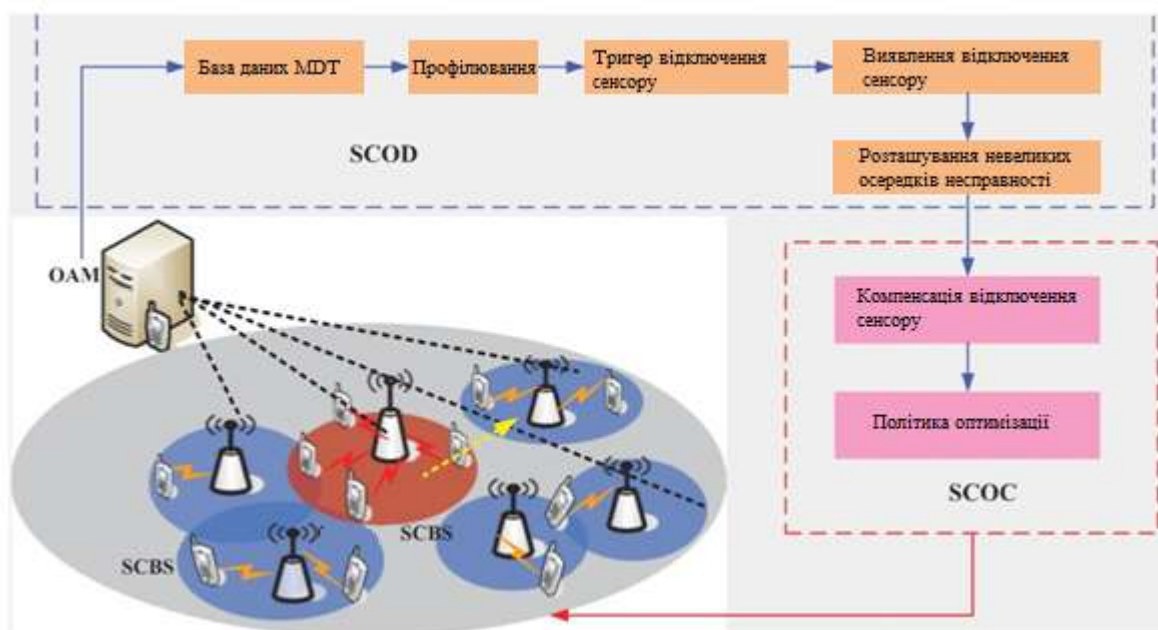 База даних MDT
Профілювання
Тригер відключення
сенсору
Виявлення відключення
сенсору
SCOD
Розташування невеликих
осередків несправності
OAM
Компенсація відключення
сенсору
Політика оптимізації
SCOC
SCBS
SCBS